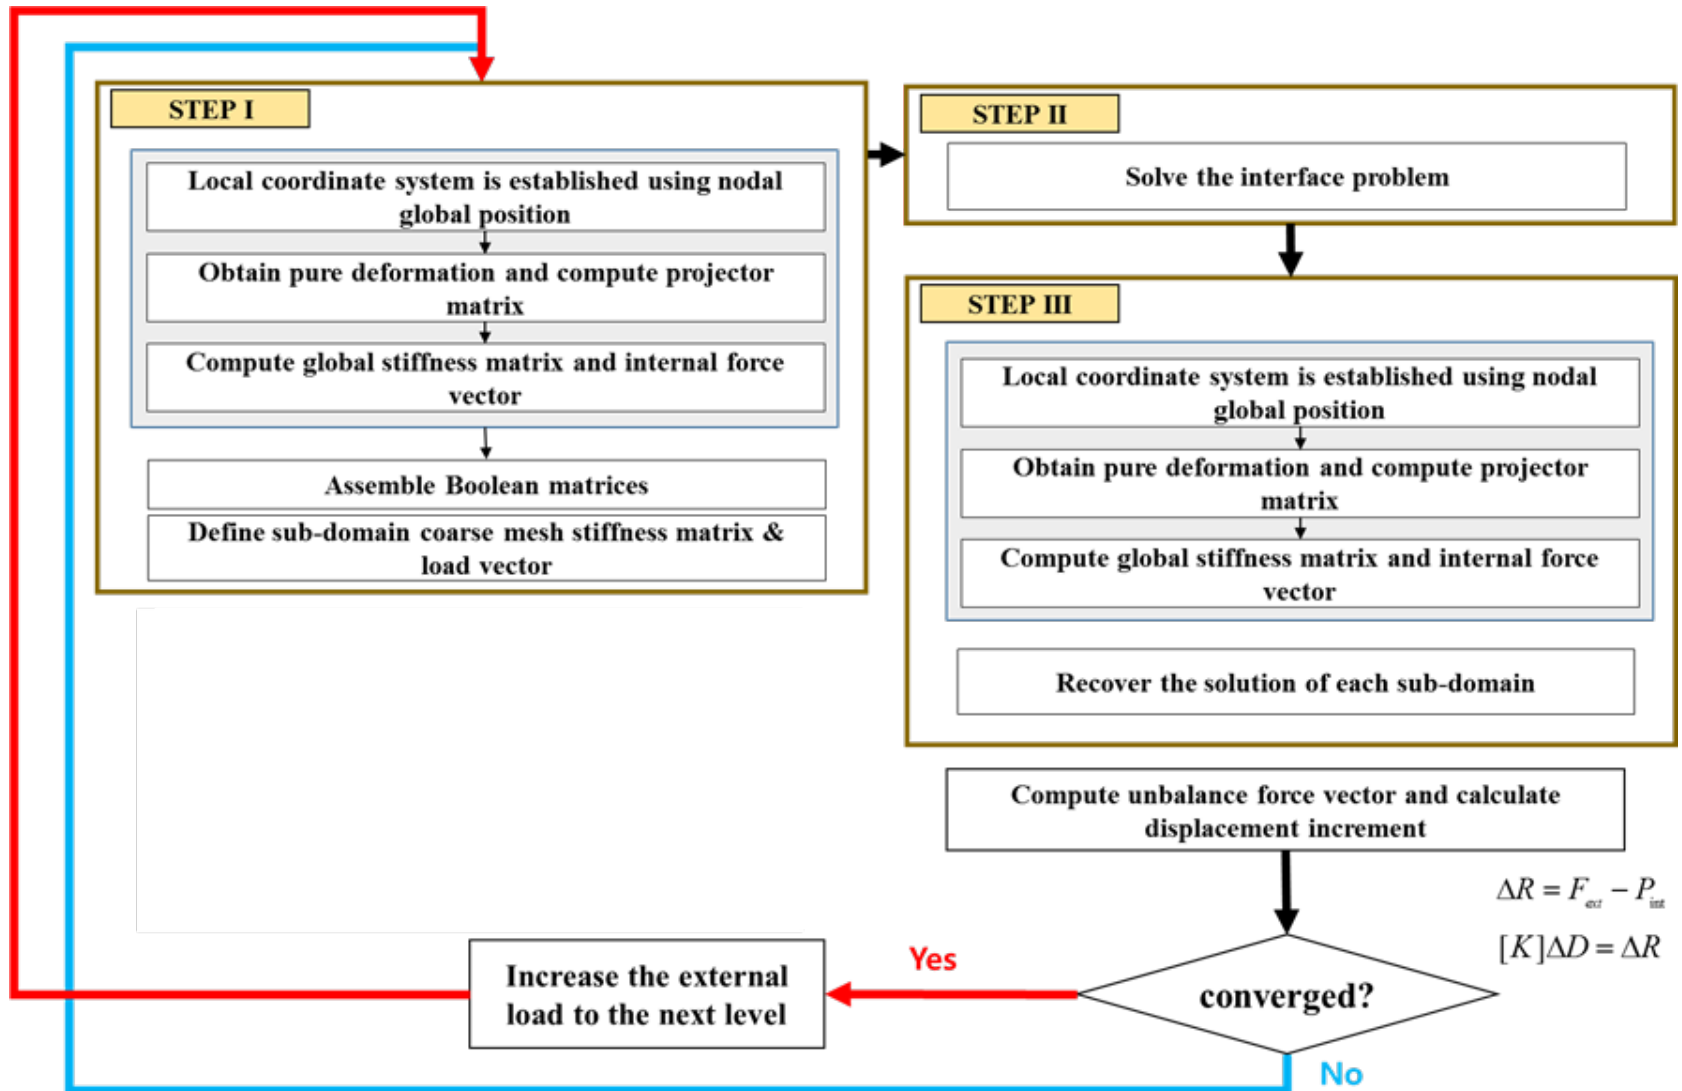 STEP I
Local coordinate system is established using nodal
global position
Obtain pure deformation and compute projector
matrix
Compute global stiffness matrix and internal force
vector
Assemble Boolean matrices
Define sub-domain coarse mesh stiffness matrix &
load vector
STEP II
Solve the interface problem
STEP III
Local coordinate system is established using nodal
global position
Obtain pure deformation and compute projector
matrix
Compute global stiffness matrix and internal force
vector
Recover the solution of each sub-domain
Compute unbalance force vector and calculate
displacement increment
ΔR = F_ext − P_int
[K]ΔD = ΔR
converged?
Yes
No
Increase the external
load to the next level